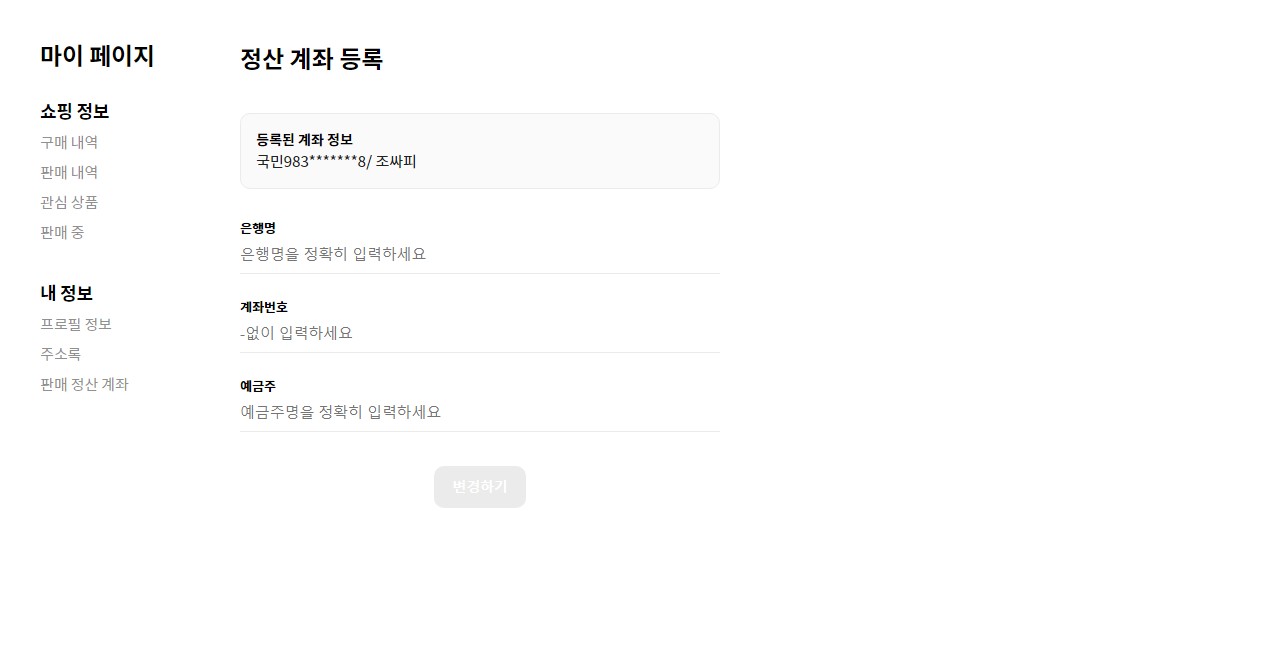 마이 페이지
쇼핑 정보
구매 내역
판매 내역
관심 상품
판매 중
내 정보
프로필 정보
주소록
판매 정산 계좌
정산 계좌 등록
등록된 계좌 정보
국민983*******8/ 조싸피
은행명
은행명을 정확히 입력하세요
계좌번호
-없이 입력하세요
예금주
예금주명을 정확히 입력하세요
변경하기